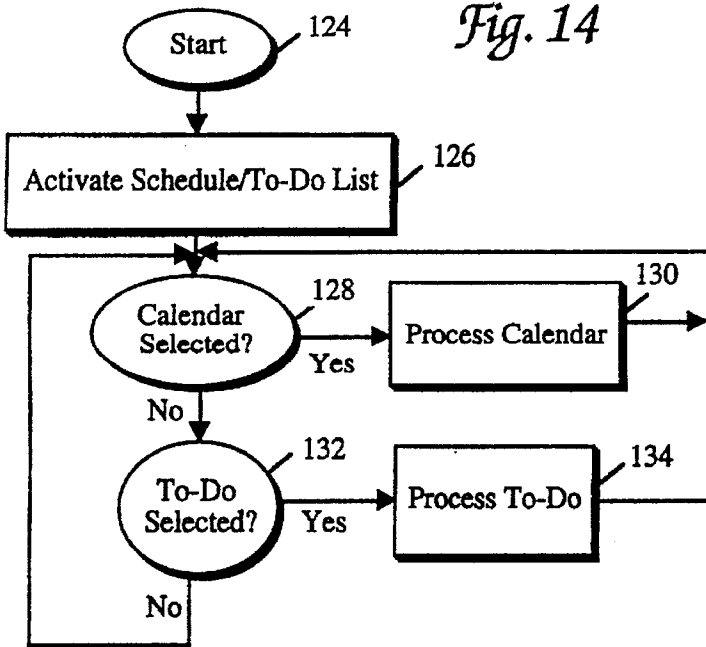 Fig. 14
Start
124
Activate Schedule/To-Do List
126
Calendar
Selected?
128
Yes
Process Calendar
130
No
To-Do
Selected?
132
Yes
Process To-Do
134
No